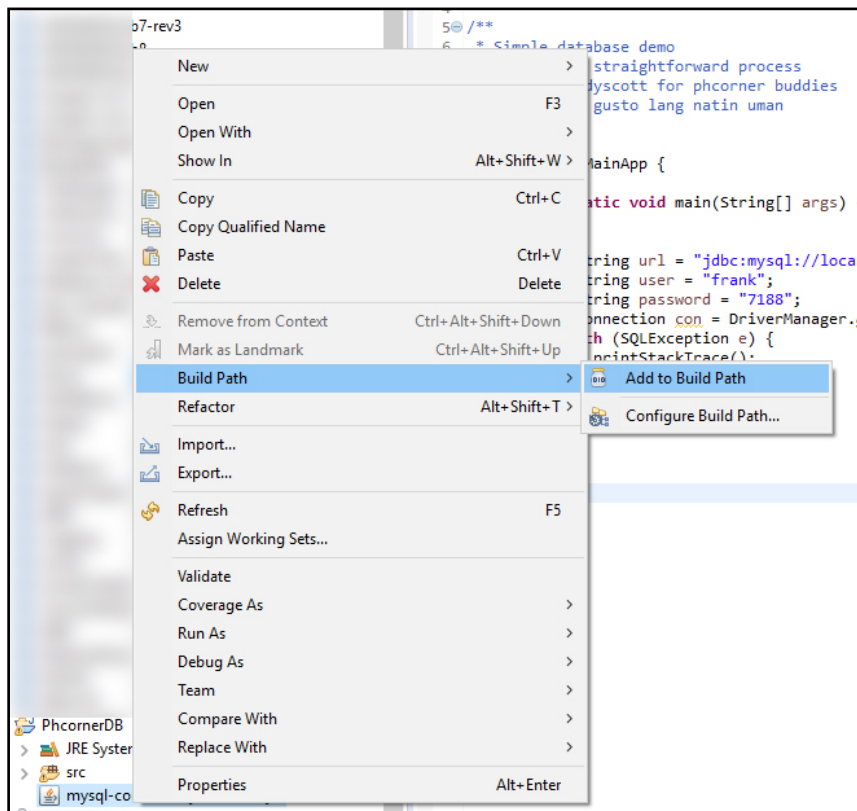 b7-rev3
New
Open F3
Open With
Show In Alt+Shift+W
Copy Ctrl+C
Copy Qualified Name
Paste Ctrl+V
Delete Delete
Remove from Context Ctrl+Alt+Shift+Down
Mark as Landmark Ctrl+Alt+Shift+Up
Build Path
Refactor Alt+Shift+T
Import...
Export...
Refresh F5
Assign Working Sets...
Validate
Coverage As
Run As
Debug As
Team
Compare With
Replace With
Properties Alt+Enter
Add to Build Path
Configure Build Path...
PhcornerDB
JRE System
src
mysql-co
5 /**
6 * Simple database demo
straightforward process
dyscott for phcorner buddies
gusto lang natin uman
MainApp {
atic void main(String[] args)
tring url = "jdbc:mysql://loca
tring user = "frank";
tring password = "7188";
onnection con = DriverManager.
ch (SQLException e) {
printStackTrace();